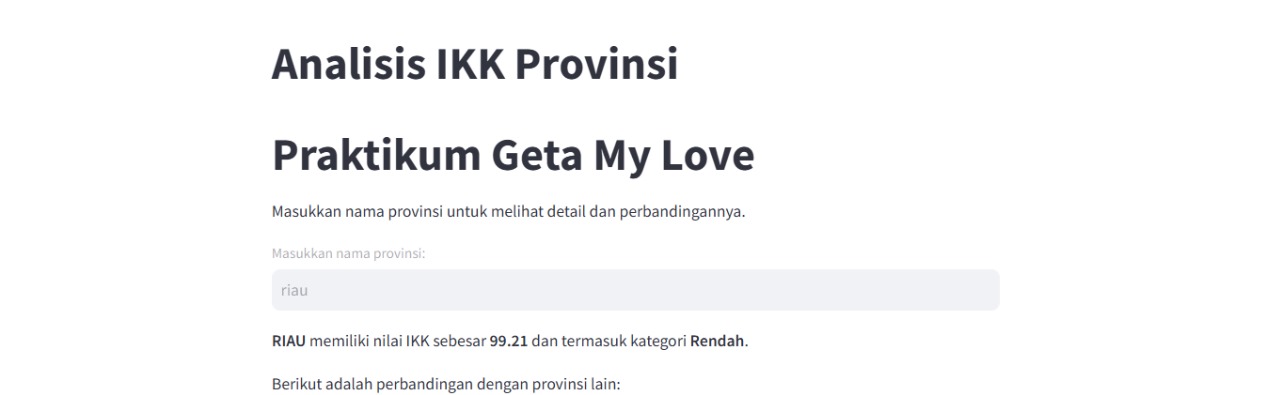 Analisis IKK Provinsi
Praktikum Geta My Love
Masukkan nama provinsi untuk melihat detail dan perbandingannya.
Masukkan nama provinsi:
riau
RIAU memiliki nilai IKK sebesar 99.21 dan termasuk kategori Rendah.
Berikut adalah perbandingan dengan provinsi lain: